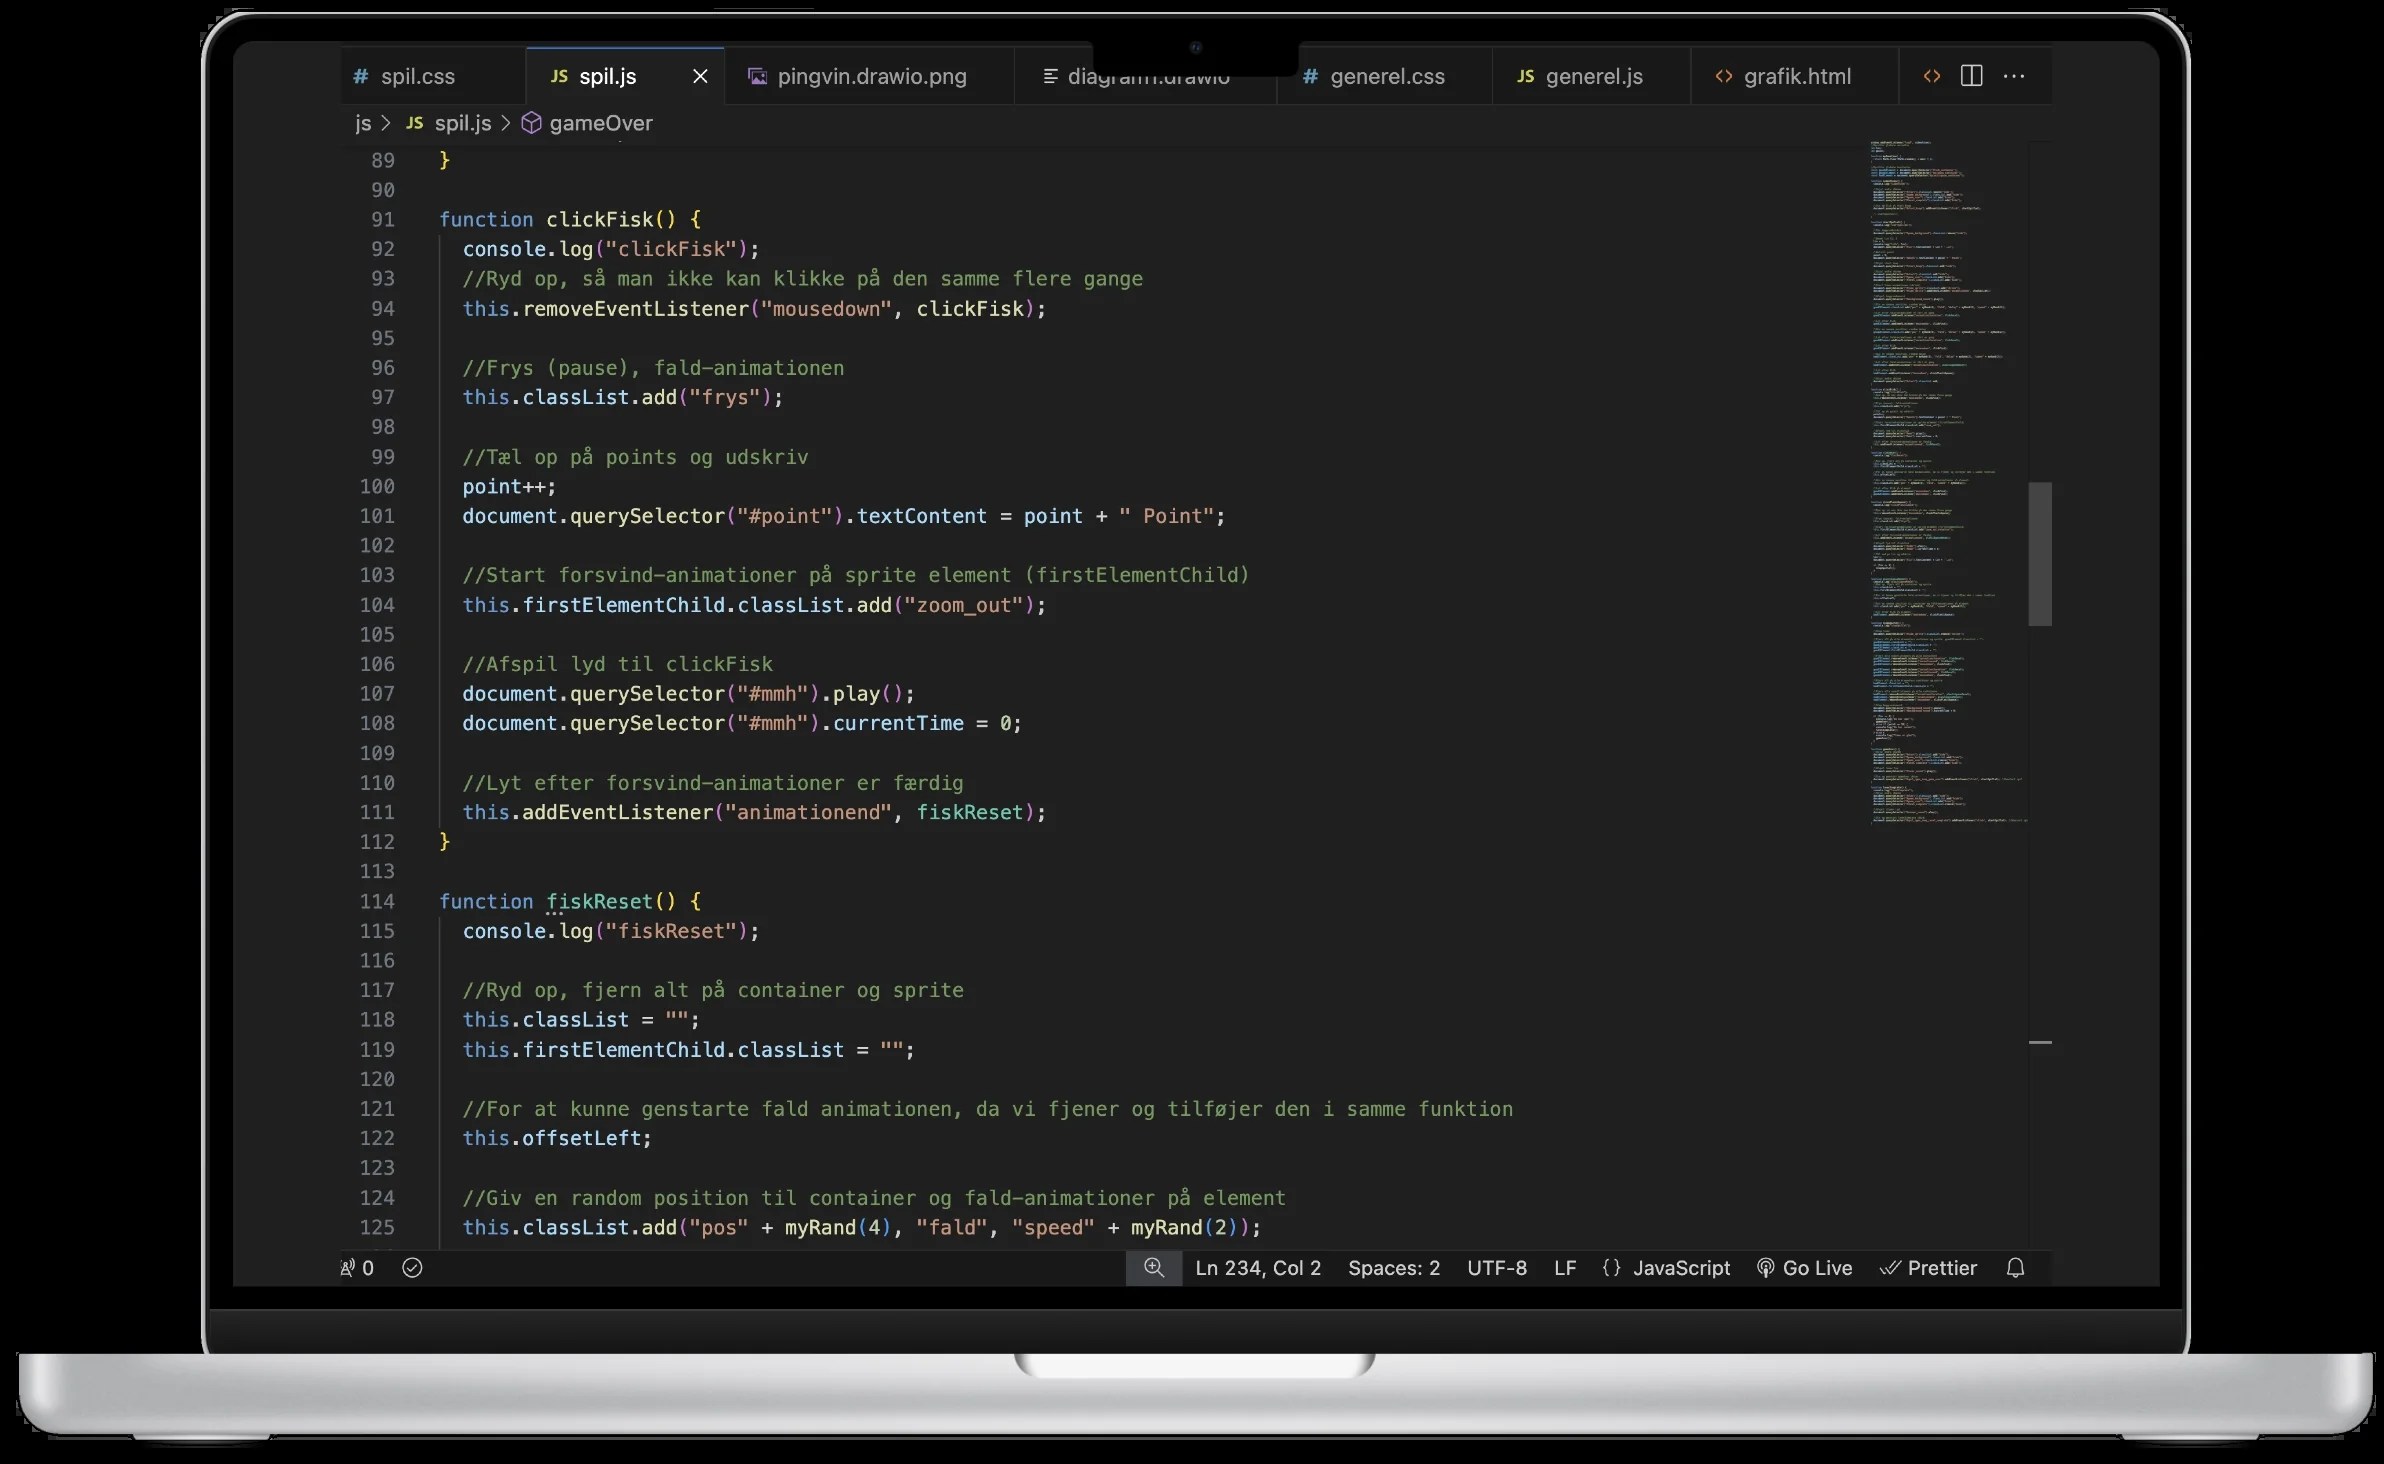 # spil.css
JS spil.js
pingvin.drawio.png
diagram.drawio
# generel.css
JS generel.js
<> grafik.html
<>
js > JS spil.js > gameOver
89 }
90
91 function clickFisk() {
92 console.log("clickFisk");
93 //Ryd op, så man ikke kan klikke på den samme flere gange
94 this.removeEventListener("mousedown", clickFisk);
95
96 //Frys (pause), fald-animationen
97 this.classList.add("frys");
98
99 //Tæl op på points og udskriv
100 point++;
101 document.querySelector("#point").textContent = point + " Point";
102
103 //Start forsvind-animationer på sprite element (firstElementChild)
104 this.firstElementChild.classList.add("zoom_out");
105
106 //Afspil lyd til clickFisk
107 document.querySelector("#mmh").play();
108 document.querySelector("#mmh").currentTime = 0;
109
110 //Lyt efter forsvind-animationer er færdig
111 this.addEventListener("animationend", fiskReset);
112 }
113
114 function fiskReset() {
115 console.log("fiskReset");
116
117 //Ryd op, fjern alt på container og sprite
118 this.classList = "";
119 this.firstElementChild.classList = "";
120
121 //For at kunne genstarte fald animationen, da vi fjener og tilføjer den i samme funktion
122 this.offsetLeft;
123
124 //Giv en random position til container og fald-animationer på element
125 this.classList.add("pos" + myRand(4), "fald", "speed" + myRand(2));
0
Ln 234, Col 2 Spaces: 2 UTF-8 LF {} JavaScript Go Live Prettier